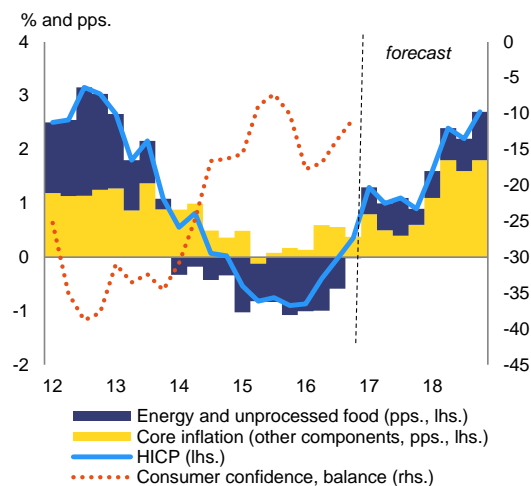 % and pps.
forecast
4
3
2
1
0
-1
-2
0
-5
-10
-15
-20
-25
-30
-35
-40
-45
12 13 14 15 16 17 18
Energy and unprocessed food (pps., lhs.)
Core inflation (other components, pps., lhs.)
HICP (lhs.)
Consumer confidence, balance (rhs.)